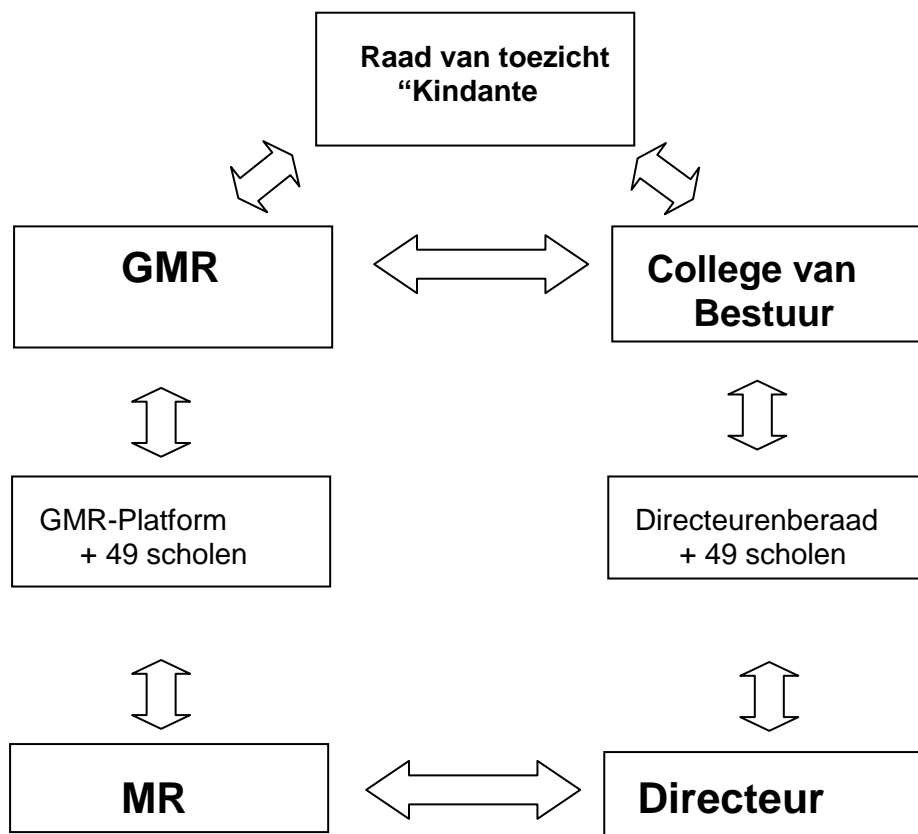 Raad van toezicht
“Kindante
GMR
College van
Bestuur
GMR-Platform
+ 49 scholen
Directeurenberaad
+ 49 scholen
MR
Directeur